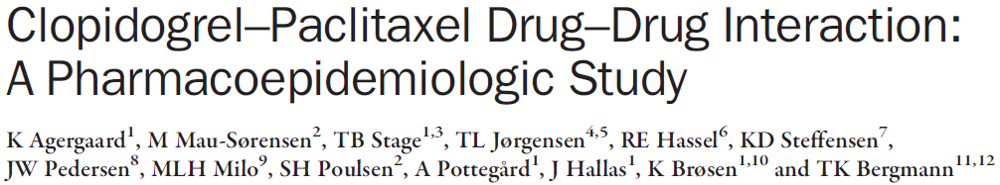 Clopidogrel–Paclitaxel Drug–Drug Interaction:
A Pharmacoepidemiologic Study
K Agergaard¹, M Mau-Sørensen², TB Stage¹,³, TL Jørgensen⁴,⁵, RE Hassel⁶, KD Steffensen⁷,
JW Pedersen⁸, MLH Milo⁹, SH Poulsen², A Pottegård¹, J Hallas¹, K Brøsen¹,¹⁰ and TK Bergmann¹¹,¹²